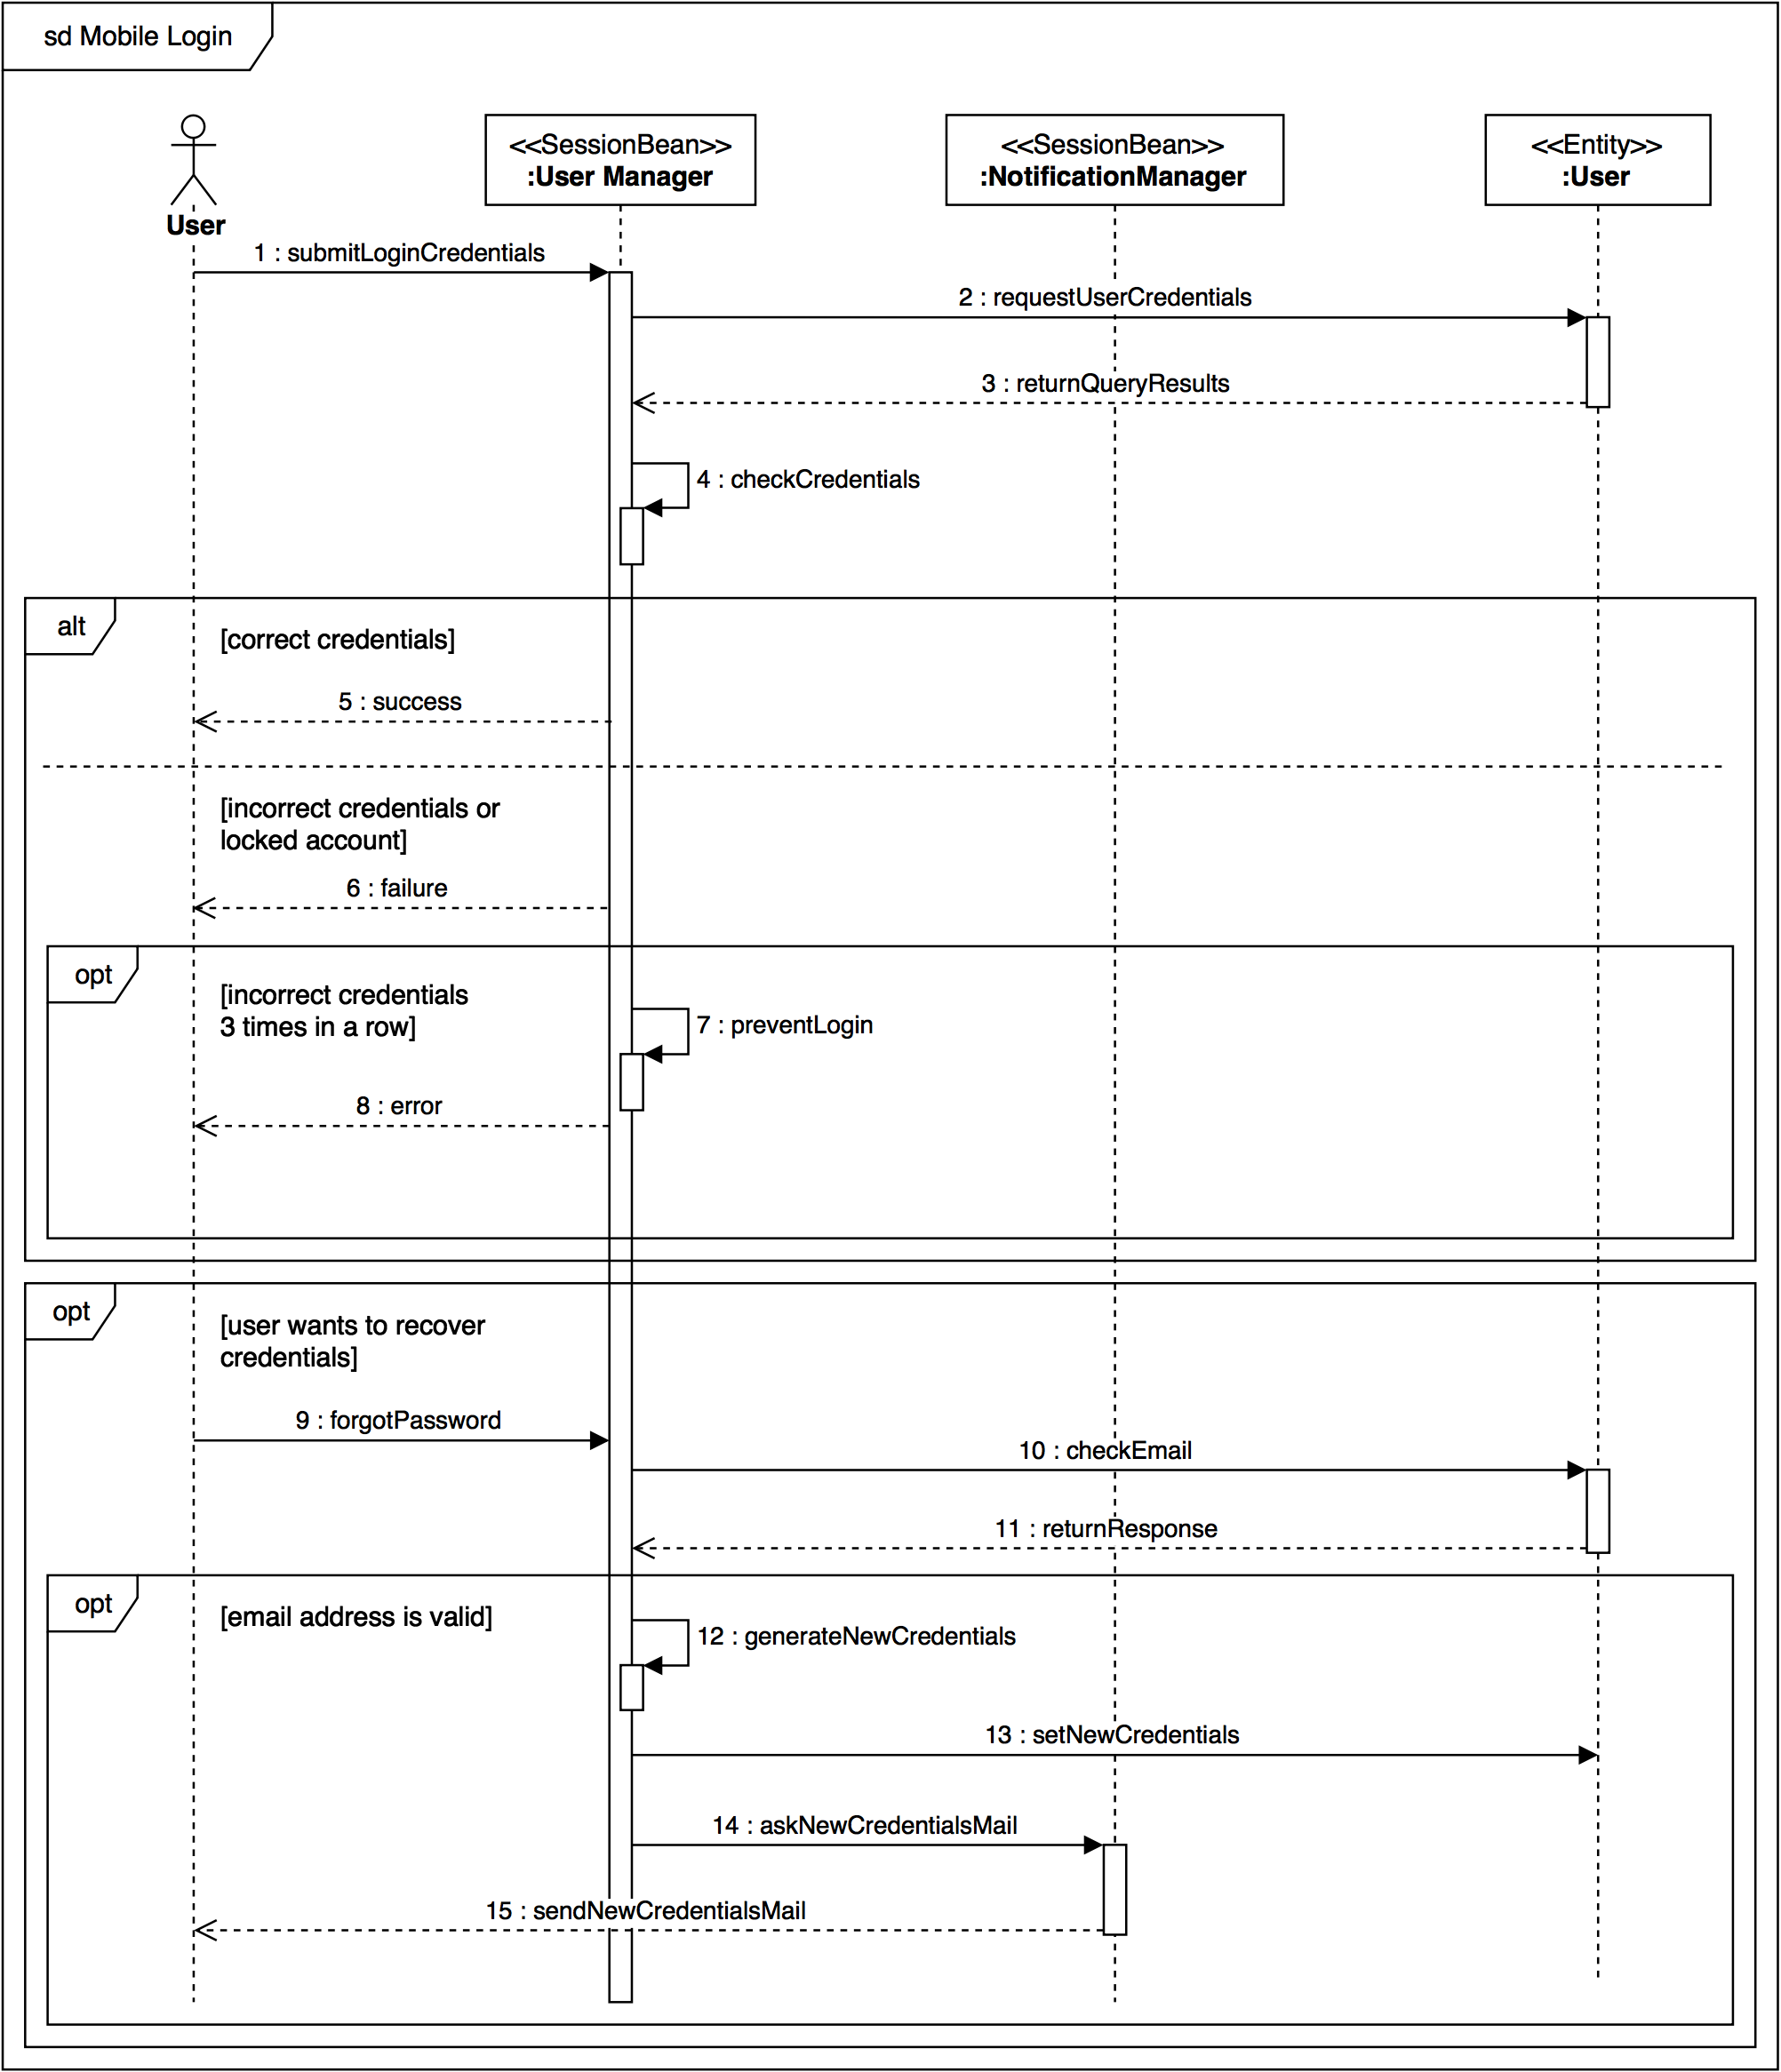 sd Mobile Login
User
<<SessionBean>>
:User Manager
<<SessionBean>>
:NotificationManager
<<Entity>>
:User
1 : submitLoginCredentials
2 : requestUserCredentials
3 : returnQueryResults
4 : checkCredentials
alt
[correct credentials]
5 : success
[incorrect credentials or
locked account]
6 : failure
opt
[incorrect credentials
3 times in a row]
7 : preventLogin
8 : error
opt
[user wants to recover
credentials]
9 : forgotPassword
10 : checkEmail
11 : returnResponse
opt
[email address is valid]
12 : generateNewCredentials
13 : setNewCredentials
14 : askNewCredentialsMail
15 : sendNewCredentialsMail